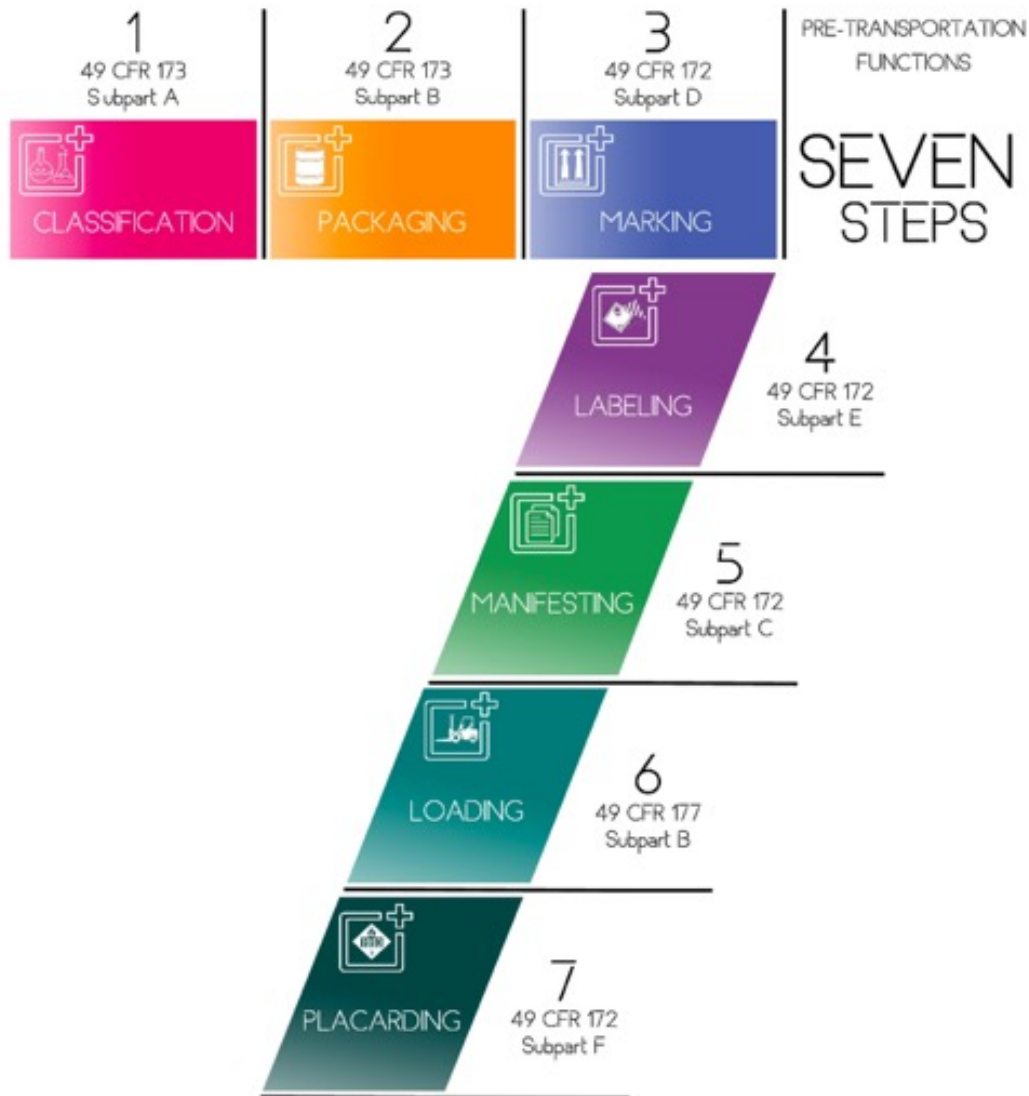 1
49 CFR 173
Subpart A
CLASSIFICATION
2
49 CFR 173
Subpart B
PACKAGING
3
49 CFR 172
Subpart D
MARKING
PRE-TRANSPORTATION
FUNCTIONS
SEVEN
STEPS
LABELING
4
49 CFR 172
Subpart E
MANIFESTING
5
49 CFR 172
Subpart C
LOADING
6
49 CFR 177
Subpart B
PLACARDING
7
49 CFR 172
Subpart F